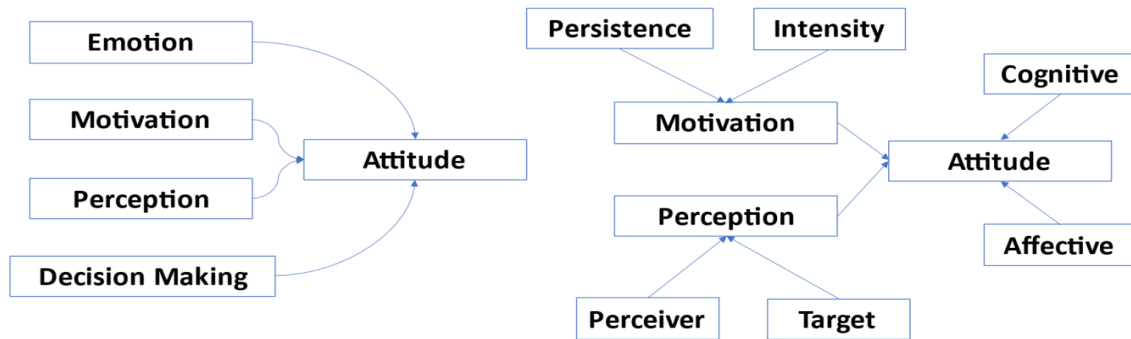 Emotion
Motivation
Perception
Decision Making
Attitude
Persistence
Intensity
Motivation
Perception
Perceiver
Target
Cognitive
Attitude
Affective